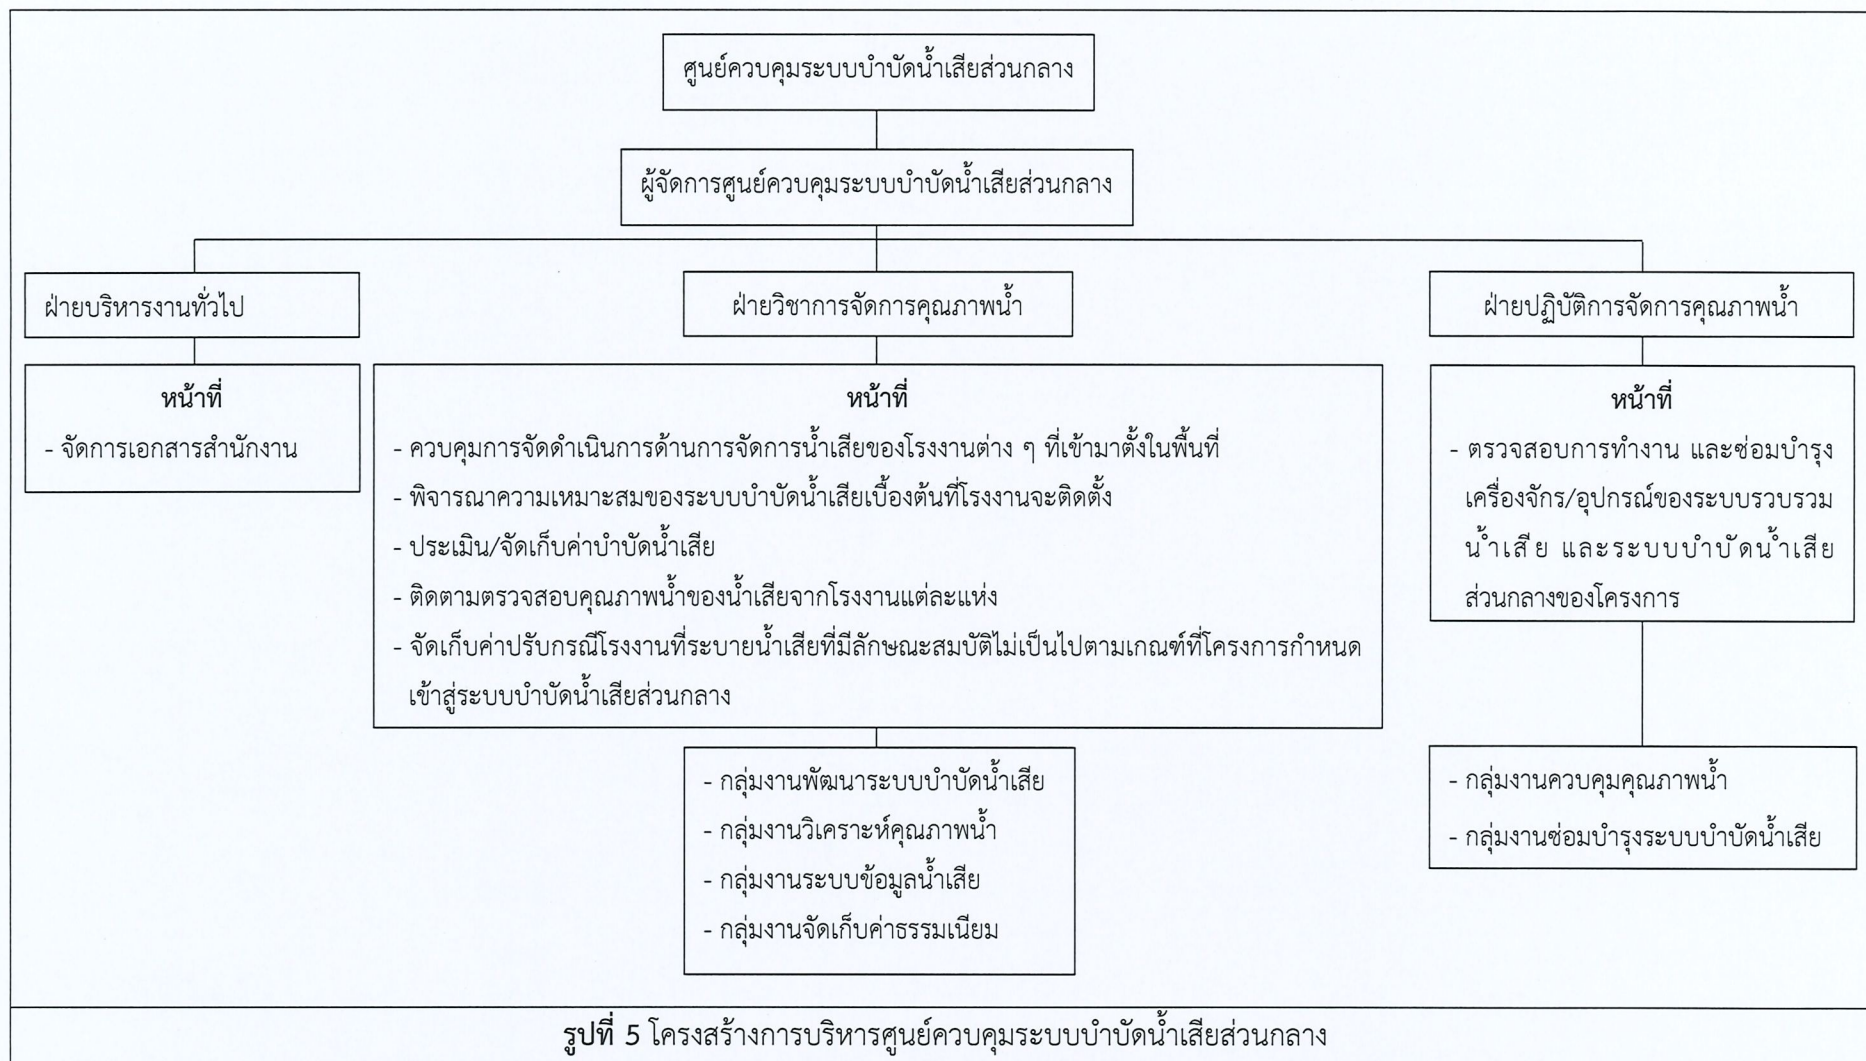 ศูนย์ควบคุมระบบบำบัดน้ำเสียส่วนกลาง
ผู้จัดการศูนย์ควบคุมระบบบำบัดน้ำเสียส่วนกลาง
ฝ่ายบริหารงานทั่วไป
หน้าที่
- จัดการเอกสารสำนักงาน
ฝ่ายวิชาการจัดการคุณภาพน้ำ
หน้าที่
- ควบคุมการจัดดำเนินการด้านการจัดการน้ำเสียของโรงงานต่าง ๆ ที่เข้ามาตั้งในพื้นที่
- พิจารณาความเหมาะสมของระบบบำบัดน้ำเสียเบื้องต้นที่โรงงานจะติดตั้ง
- ประเมิน/จัดเก็บค่าบำบัดน้ำเสีย
- ติดตามตรวจสอบคุณภาพน้ำของน้ำเสียจากโรงงานแต่ละแห่ง
- จัดเก็บค่าปรับกรณีโรงงานที่ระบายน้ำเสียที่มีลักษณะสมบัติไม่เป็นไปตามเกณฑ์ที่โครงการกำหนด
เข้าสู่ระบบบำบัดน้ำเสียส่วนกลาง
- กลุ่มงานพัฒนาระบบบำบัดน้ำเสีย
- กลุ่มงานวิเคราะห์คุณภาพน้ำ
- กลุ่มงานระบบข้อมูลน้ำเสีย
- กลุ่มงานจัดเก็บค่าธรรมเนียม
ฝ่ายปฏิบัติการจัดการคุณภาพน้ำ
หน้าที่
- ตรวจสอบการทำงาน และซ่อมบำรุง
เครื่องจักร/อุปกรณ์ของระบบรวบรวม
น้ำเสีย และระบบบำบัดน้ำเสีย
ส่วนกลางของโครงการ
- กลุ่มงานควบคุมคุณภาพน้ำ
- กลุ่มงานซ่อมบำรุงระบบบำบัดน้ำเสีย
รูปที่ 5 โครงสร้างการบริหารศูนย์ควบคุมระบบบำบัดน้ำเสียส่วนกลาง